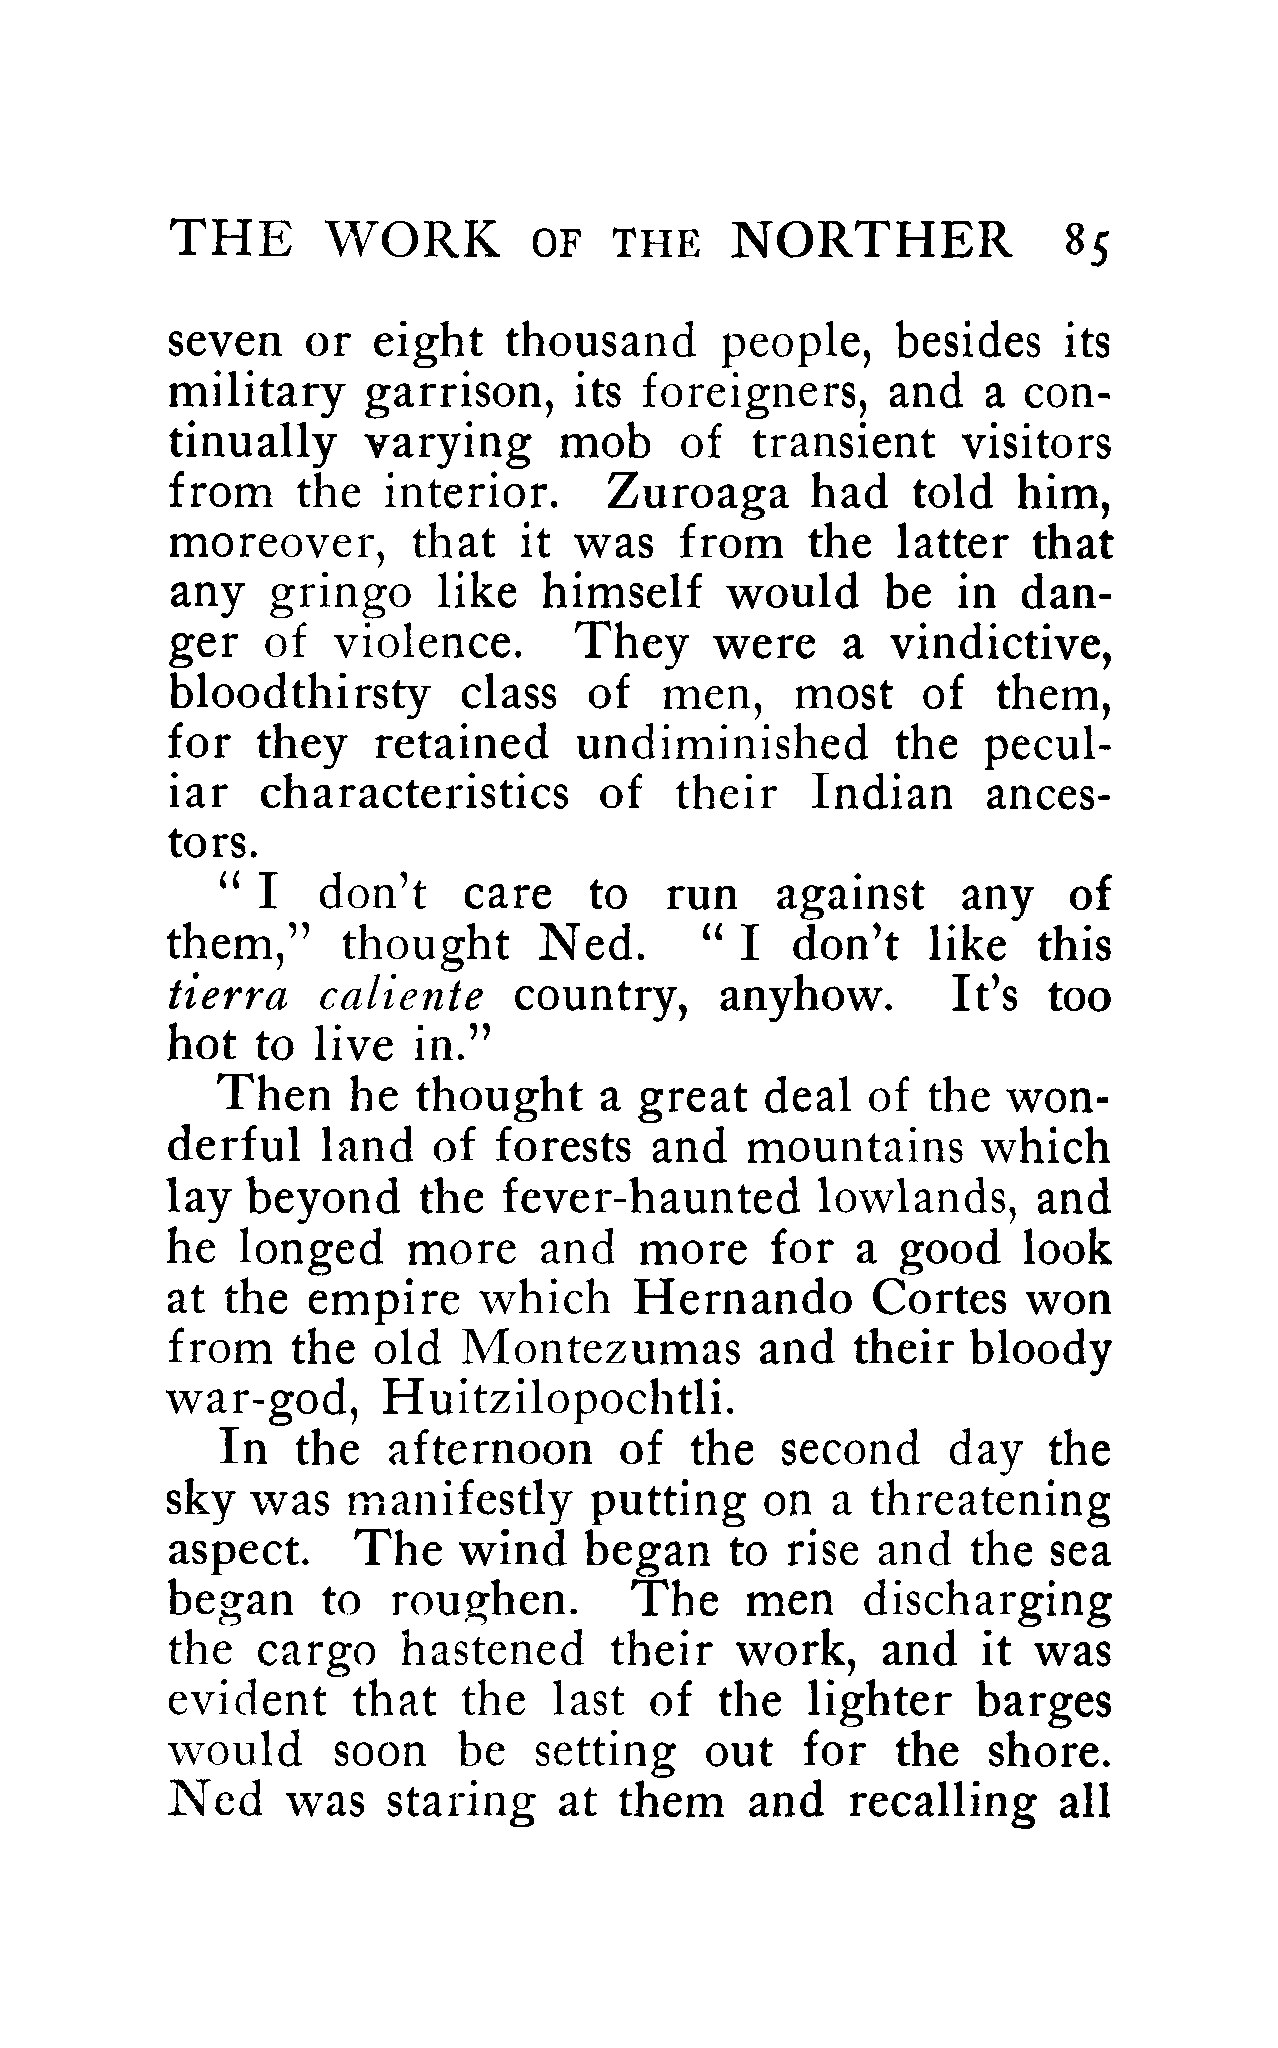 THE WORK OF THE NORTHER 85
seven or eight thousand people, besides its
military garrison, its foreigners, and a con-
tinually varying mob of transient visitors
from the interior. Zuroaga had told him,
moreover, that it was from the latter that
any gringo like himself would be in dan-
ger of violence. They were a vindictive,
bloodthirsty class of men, most of them,
for they retained undiminished the pecul-
iar characteristics of their Indian ances-
tors.
“ I don’t care to run against any of
them,” thought Ned. “ I don’t like this
tierra caliente country, anyhow. It’s too
hot to live in.”
Then he thought a great deal of the won-
derful land of forests and mountains which
lay beyond the fever-haunted lowlands, and
he longed more and more for a good look
at the empire which Hernando Cortes won
from the old Montezumas and their bloody
war-god, Huitzilopochtli.
In the afternoon of the second day the
sky was manifestly putting on a threatening
aspect. The wind began to rise and the sea
began to roughen. The men discharging
the cargo hastened their work, and it was
evident that the last of the lighter barges
would soon be setting out for the shore.
Ned was staring at them and recalling all